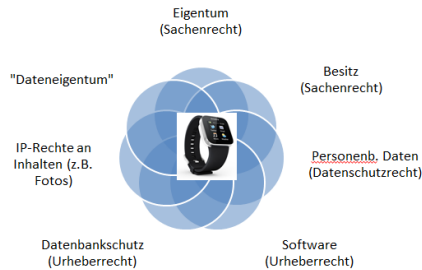 Eigentum
(Sachenrecht)
Besitz
(Sachenrecht)
"Dateneigentum"
IP-Rechte an
Inhalten (z.B.
Fotos)
Personenb. Daten
(Datenschutzrecht)
Datenbankschutz
(Urheberrecht)
Software
(Urheberrecht)